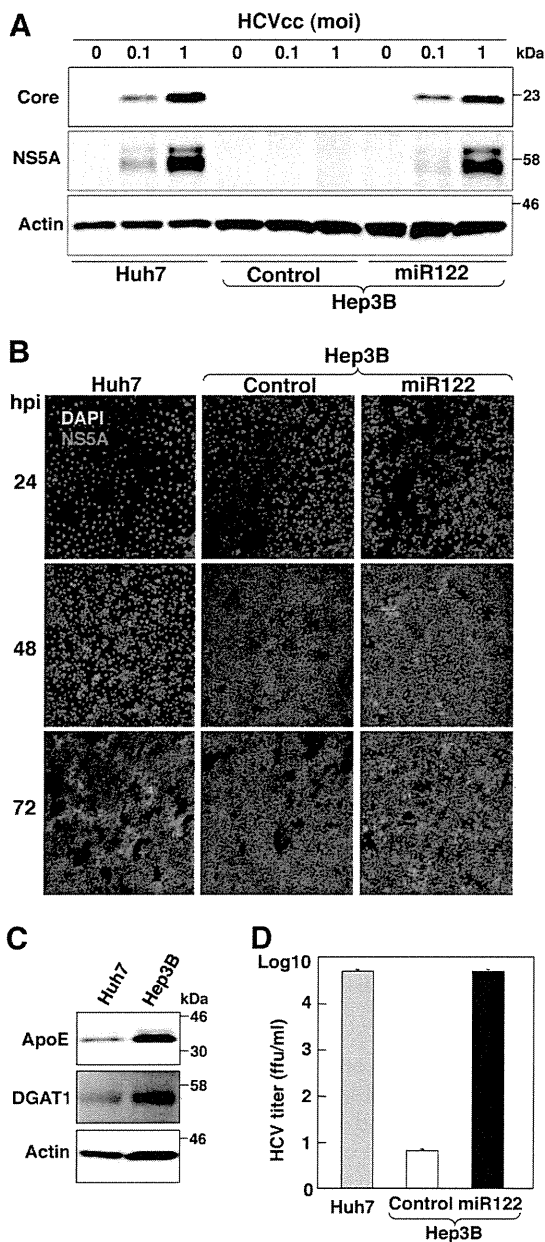 A
HCVcc (moi)
0 0.1 1 0 0.1 1 0 0.1 1 kDa
Core
23
NS5A
58
46
Actin
Huh7 Control miR122
Hep3B
B
Hep3B
Huh7 Control miR122
hpi
DAPI
NS5A
24
48
72
C
Huh7 Hep3B
kDa
46
ApoE
30
58
DGAT1
46
Actin
D
Log10
4
3
2
1
0
HCV titer (ffu/ml)
Huh7 Control miR122
Hep3B